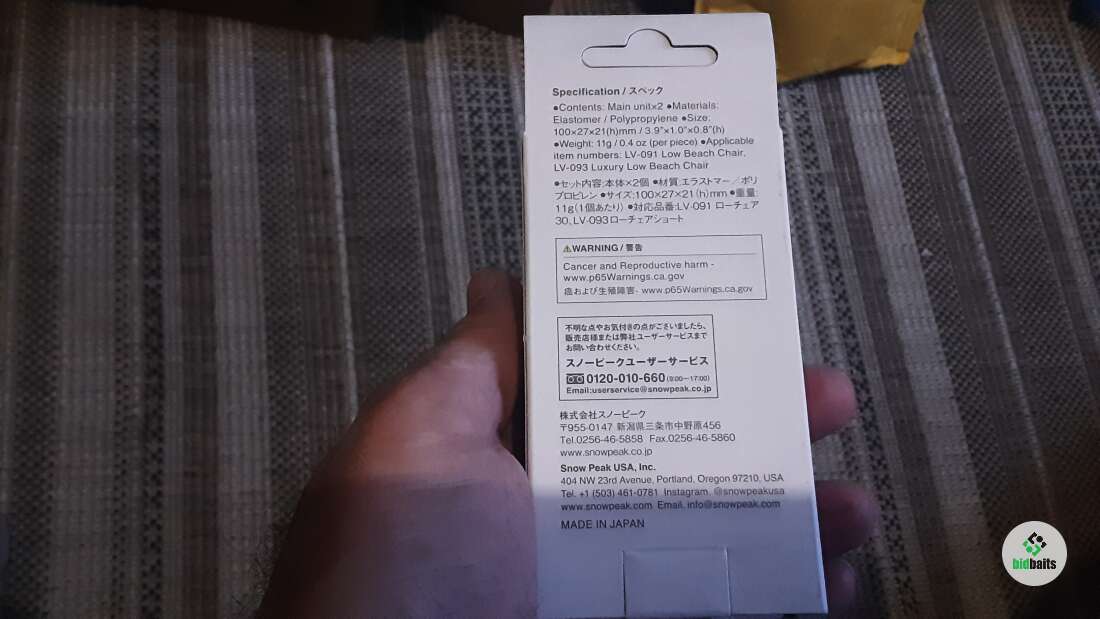 Specification / スペック
●Contents: Main unit×2 ●Materials:
Elastomer / Polypropylene ●Size:
100×27×21(h)mm / 3.9"×1.0"×0.8"(h)
●Weight: 11g / 0.4 oz (per piece) ●Applicable
item numbers: LV-091 Low Beach Chair,
LV-093 Luxury Low Beach Chair
●セット内容:本体×2個 ●材質:エラストマー／ポリ
プロピレン ●サイズ:100×27×21(h)mm ●重量:
11g(1個あたり) ●対応品番:LV-091 ローチェア
30、LV-093ローチェアショート
⚠WARNING / 警告
Cancer and Reproductive harm -
www.p65Warnings.ca.gov
癌および生殖障害- www.p65Warnings.ca.gov
不明な点やお気付きの点がございましたら、
販売店様または弊社ユーザーサービスまで
お問い合わせください。
スノーピークユーザーサービス
0120-010-660 (9:00〜17:00)
Email:userservice@snowpeak.co.jp
株式会社スノーピーク
〒955-0147 新潟県三条市中野原456
Tel.0256-46-5858 Fax.0256-46-5860
www.snowpeak.co.jp
Snow Peak USA, Inc.
404 NW 23rd Avenue, Portland, Oregon 97210, USA
Tel. +1 (503) 461-0781 Instagram. @snowpeakusa
www.snowpeak.com Email. info@snowpeak.com
MADE IN JAPAN
bidbaits